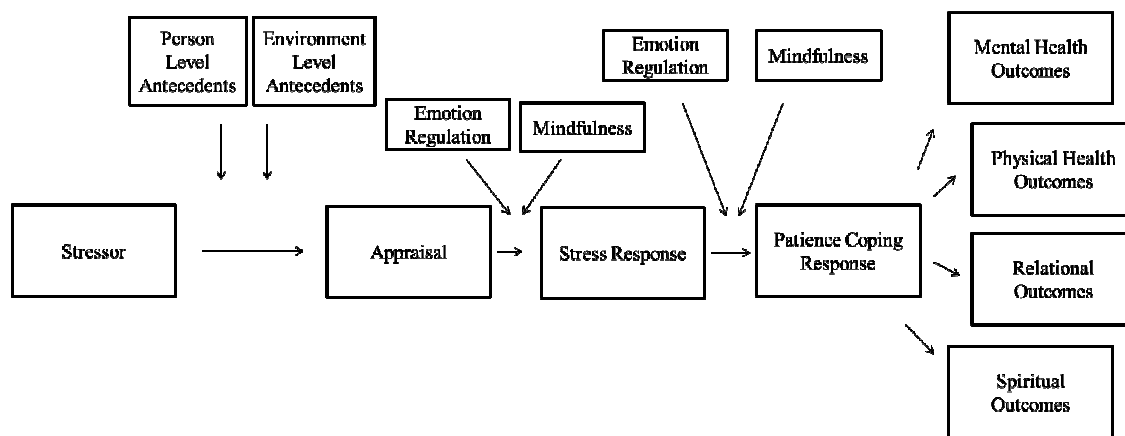 Person
Level
Antecedents
Environment
Level
Antecedents
Emotion
Regulation
Mindfulness
Emotion
Regulation
Mindfulness
Stressor
Appraisal
Stress Response
Patience Coping
Response
Mental Health
Outcomes
Physical Health
Outcomes
Relational
Outcomes
Spiritual
Outcomes